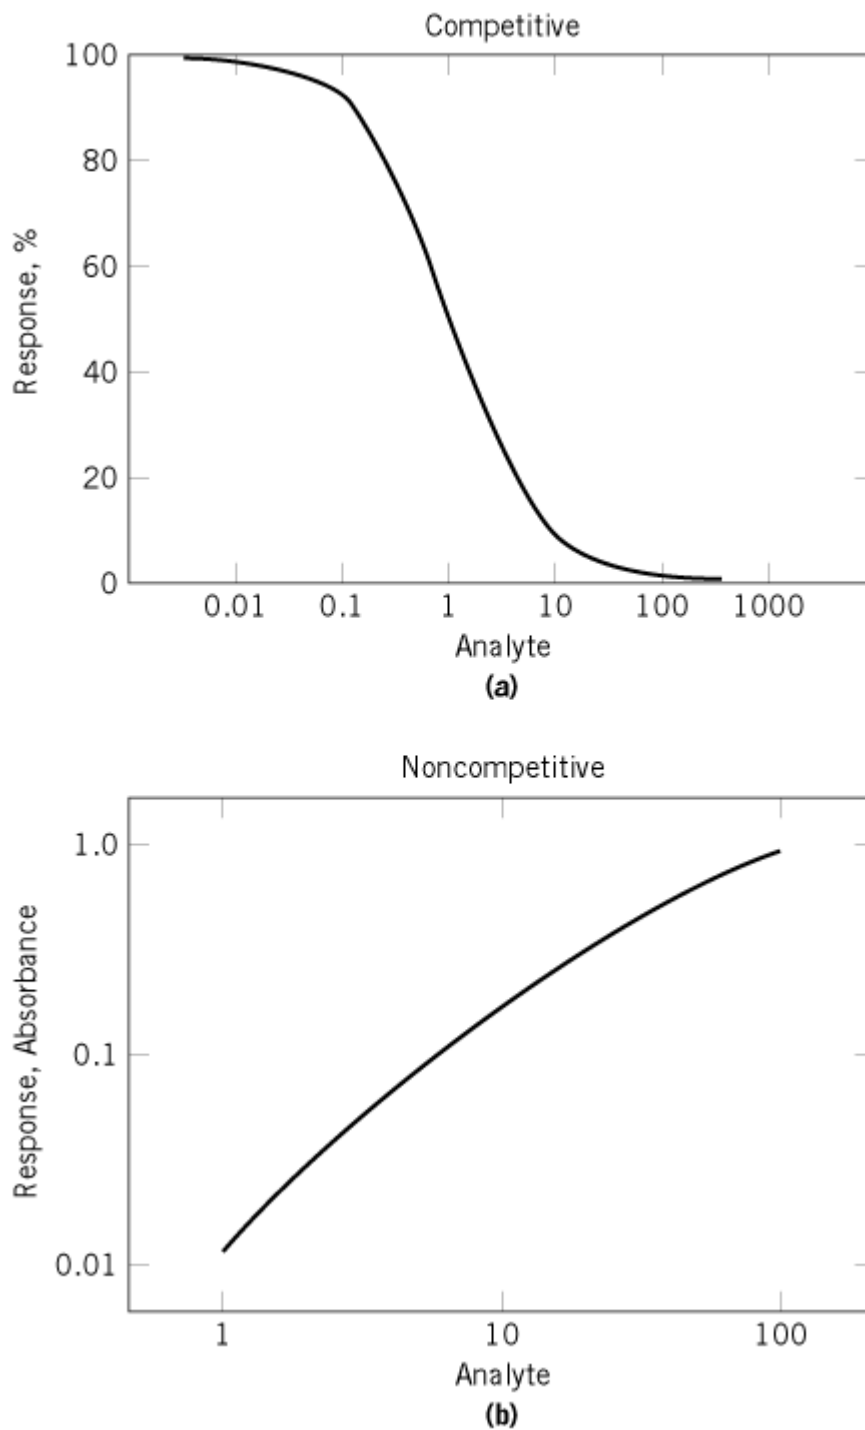 Competitive
100
80
60
40
20
0
Response, %
0.01 0.1 1 10 100 1000
Analyte
(a)
Noncompetitive
1.0
0.1
0.01
Response, Absorbance
1 10 100
Analyte
(b)